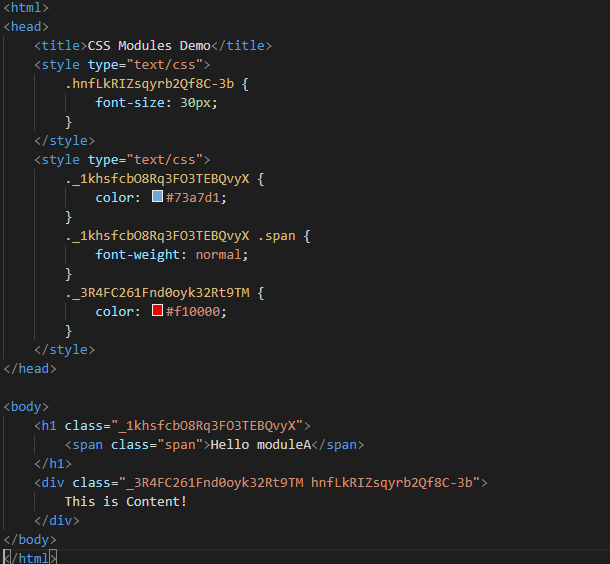 <html>
<head>
    <title>CSS Modules Demo</title>
    <style type="text/css">
        .hnfLkRIZsqyrb2Qf8C-3b {
            font-size: 30px;
        }
    </style>
    <style type="text/css">
        ._1khsfcbO8Rq3FO3TEBQvyX {
            color: #73a7d1;
        }
        ._1khsfcbO8Rq3FO3TEBQvyX .span {
            font-weight: normal;
        }
        ._3R4FC261Fnd0oyk32Rt9TM {
            color: #f10000;
        }
    </style>
</head>

<body>
    <h1 class="_1khsfcbO8Rq3FO3TEBQvyX">
        <span class="span">Hello moduleA</span>
    </h1>
    <div class="_3R4FC261Fnd0oyk32Rt9TM hnfLkRIZsqyrb2Qf8C-3b">
        This is Content!
    </div>
</body>
</html>